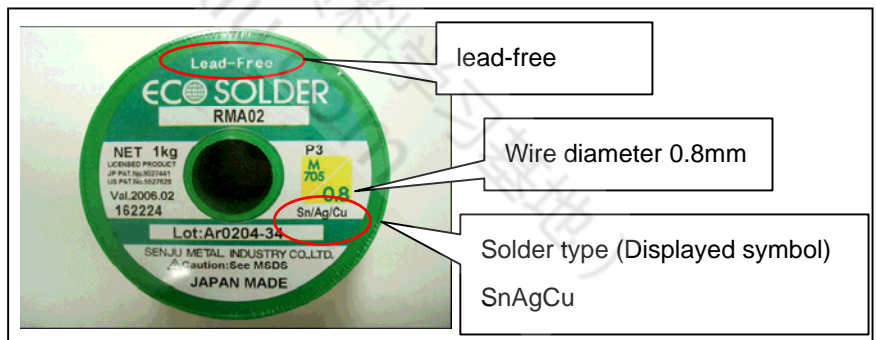 Lead-Free
ECO SOLDER
RMA02
NET 1kg
LICENSED PRODUCT
JP PAT.No.3027441
US PAT.No.5527628
Val.2006.02
162224
P3
M
705
0.8
Sn/Ag/Cu
Lot:Ar0204-34
SENJU METAL INDUSTRY CO.,LTD.
⚠Caution:See MSDS
JAPAN MADE
lead-free
Wire diameter 0.8mm
Solder type (Displayed symbol)
SnAgCu